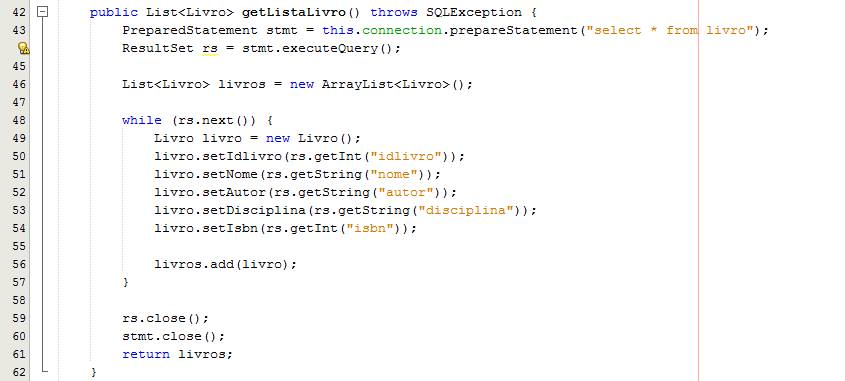 42 public List<Livro> getListaLivro() throws SQLException {
43 PreparedStatement stmt = this.connection.prepareStatement("select * from livro");
ResultSet rs = stmt.executeQuery();
45
46 List<Livro> livros = new ArrayList<Livro>();
47
48 while (rs.next()) {
49 Livro livro = new Livro();
50 livro.setIdlivro(rs.getInt("idlivro"));
51 livro.setNome(rs.getString("nome"));
52 livro.setAutor(rs.getString("autor"));
53 livro.setDisciplina(rs.getString("disciplina"));
54 livro.setIsbn(rs.getInt("isbn"));
55
56 livros.add(livro);
57 }
58
59 rs.close();
60 stmt.close();
61 return livros;
62 }